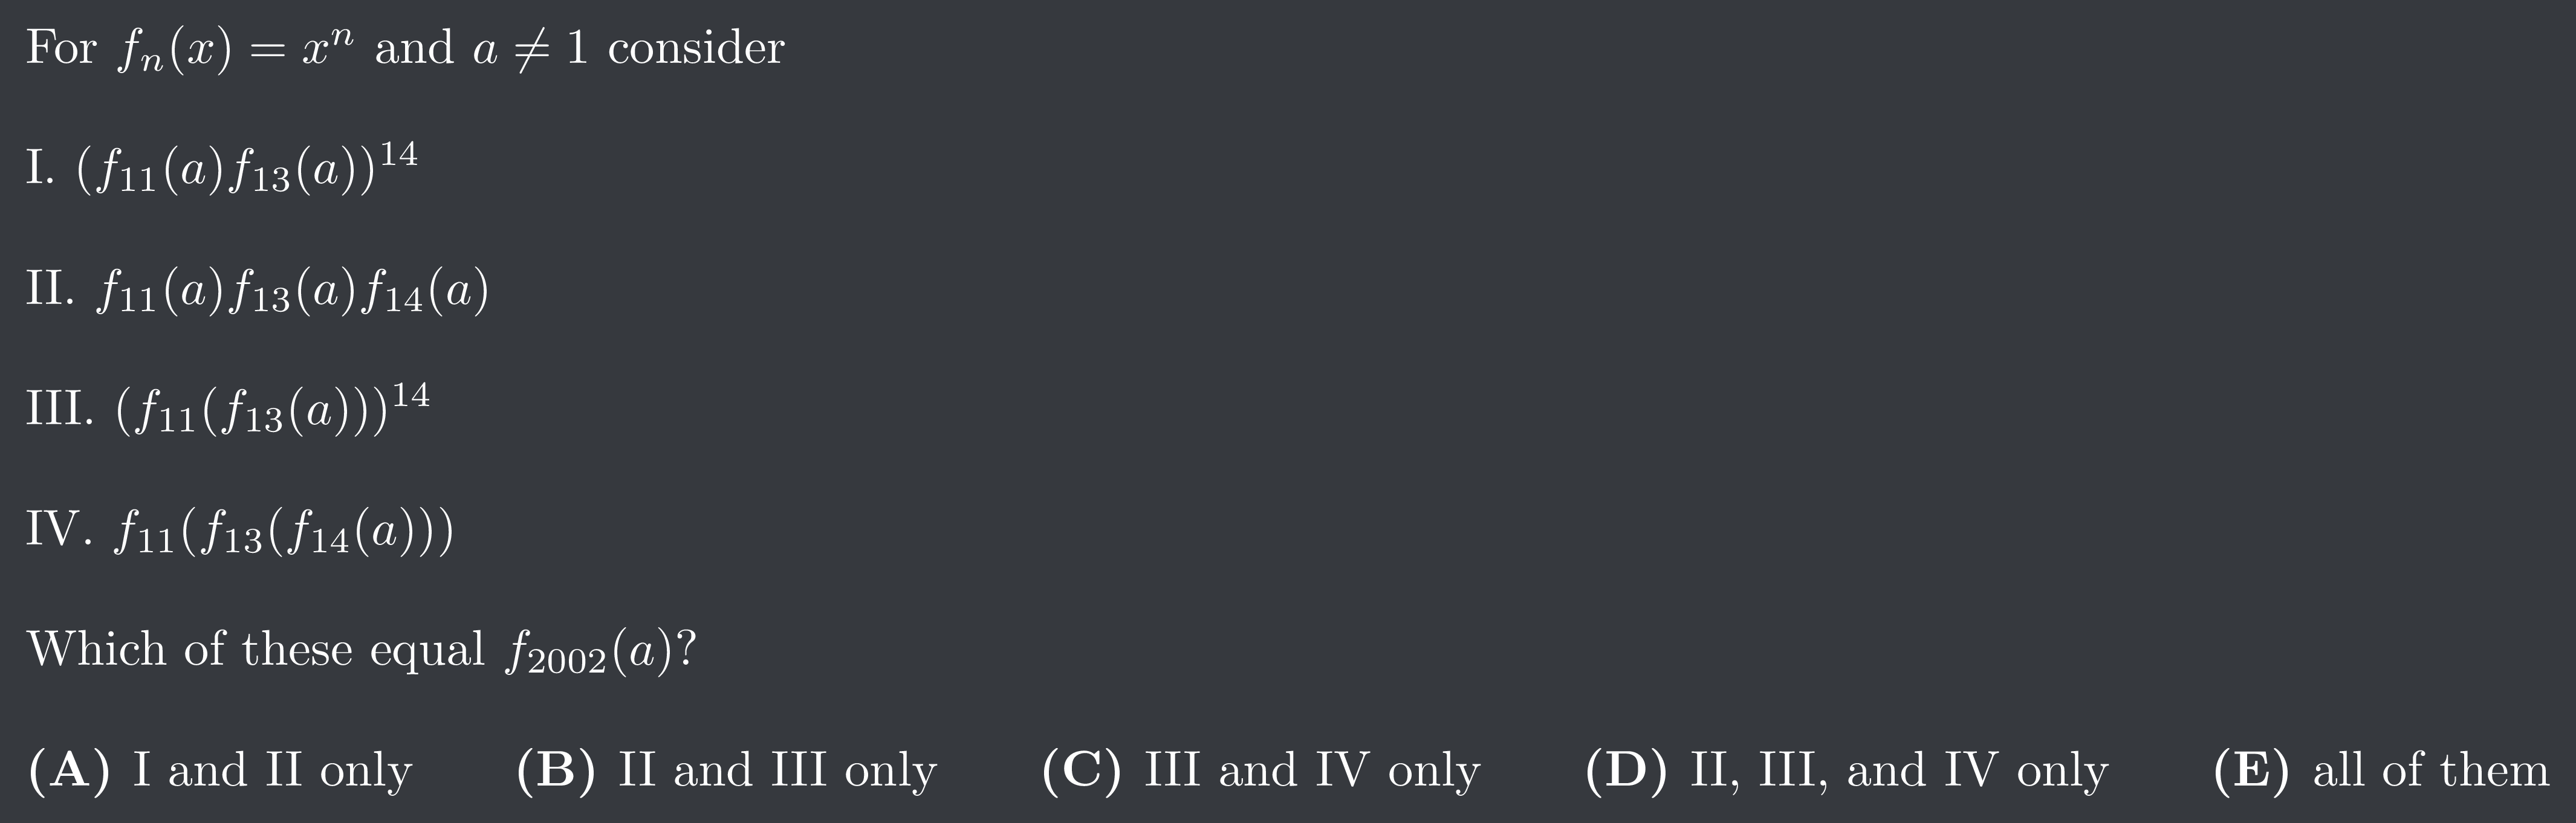 For $f_n(x) = x^n$ and $a \neq 1$ consider
I. $(f_{11}(a)f_{13}(a))^{14}$
II. $f_{11}(a)f_{13}(a)f_{14}(a)$
III. $(f_{11}(f_{13}(a)))^{14}$
IV. $f_{11}(f_{13}(f_{14}(a)))$
Which of these equal $f_{2002}(a)$?
(A) I and II only (B) II and III only (C) III and IV only (D) II, III, and IV only (E) all of them